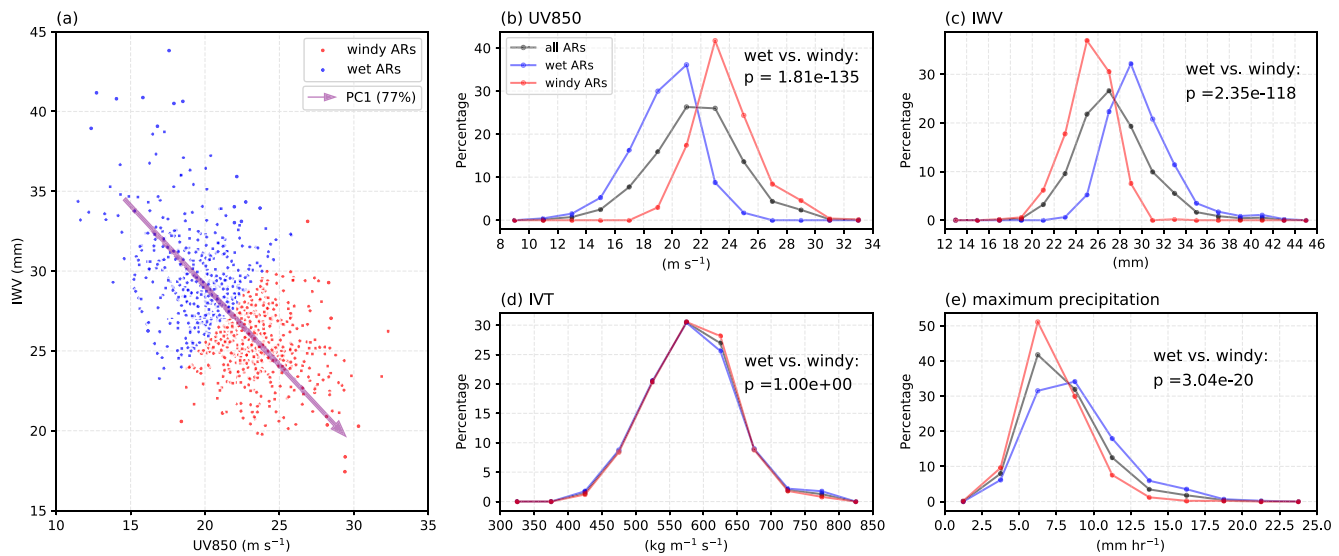 (a)
45
40
35
30
25
20
15
IWV (mm)
10 15 20 25 30 35
UV850 (m s⁻¹)
windy ARs
wet ARs
PC1 (77%)
(b) UV850
40
30
20
10
0
Percentage
8 10 12 14 16 18 20 22 24 26 28 30 32 34
(m s⁻¹)
all ARs
wet ARs
windy ARs
wet vs. windy:
p = 1.81e-135
(c) IWV
30
20
10
0
Percentage
12 14 16 18 20 22 24 26 28 30 32 34 36 38 40 42 44 46
(mm)
wet vs. windy:
p =2.35e-118
(d) IVT
30
25
20
15
10
5
0
Percentage
300 350 400 450 500 550 600 650 700 750 800 850
(kg m⁻¹ s⁻¹)
wet vs. windy:
p =1.00e+00
(e) maximum precipitation
50
40
30
20
10
0
Percentage
0.0 2.5 5.0 7.5 10.0 12.5 15.0 17.5 20.0 22.5 25.0
(mm hr⁻¹)
wet vs. windy:
p =3.04e-20